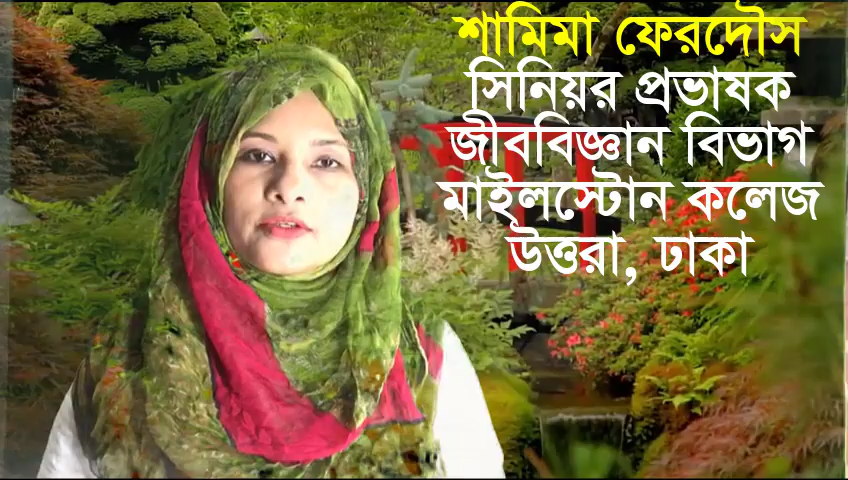 শামিমা ফেরদৌস
সিনিয়র প্রভাষক
জীববিজ্ঞান বিভাগ
মাইলস্টোন কলেজ
উত্তরা, ঢাকা